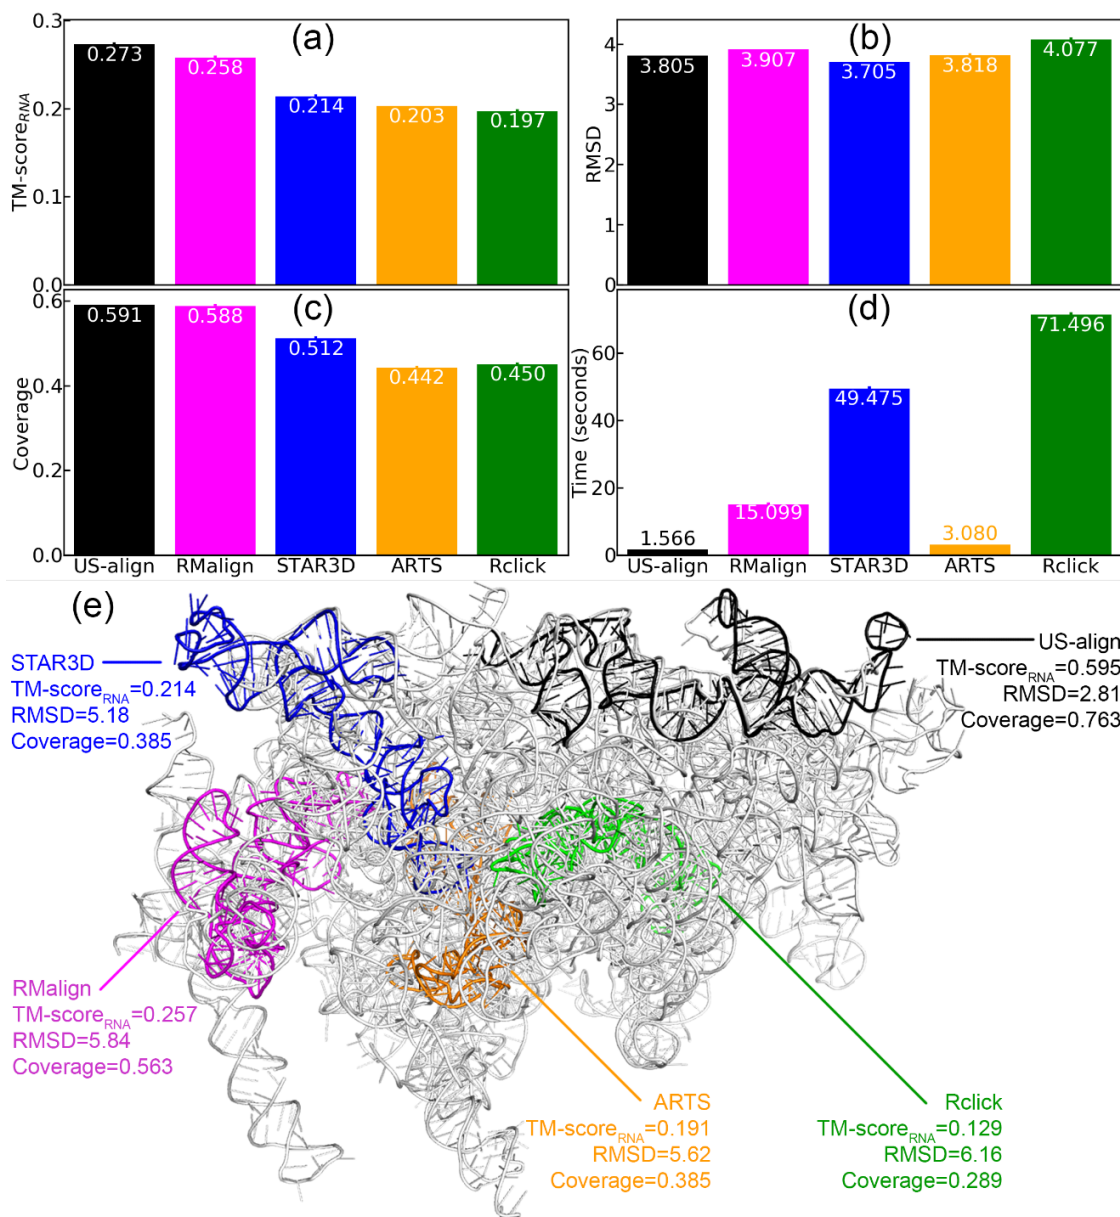 (a)
TM-score_RNA
0.3
0.2
0.1
0.0
0.273
0.258
0.214
0.203
0.197
(b)
RMSD
4
3
2
1
0
3.805
3.907
3.705
3.818
4.077
(c)
Coverage
0.6
0.4
0.2
0.0
0.591
0.588
0.512
0.442
0.450
US-align RMalign STAR3D ARTS Rclick
(d)
Time (seconds)
60
40
20
0
1.566
15.099
49.475
3.080
71.496
US-align RMalign STAR3D ARTS Rclick
(e)
STAR3D
TM-score_RNA=0.214
RMSD=5.18
Coverage=0.385
US-align
TM-score_RNA=0.595
RMSD=2.81
Coverage=0.763
RMalign
TM-score_RNA=0.257
RMSD=5.84
Coverage=0.563
ARTS
TM-score_RNA=0.191
RMSD=5.62
Coverage=0.385
Rclick
TM-score_RNA=0.129
RMSD=6.16
Coverage=0.289